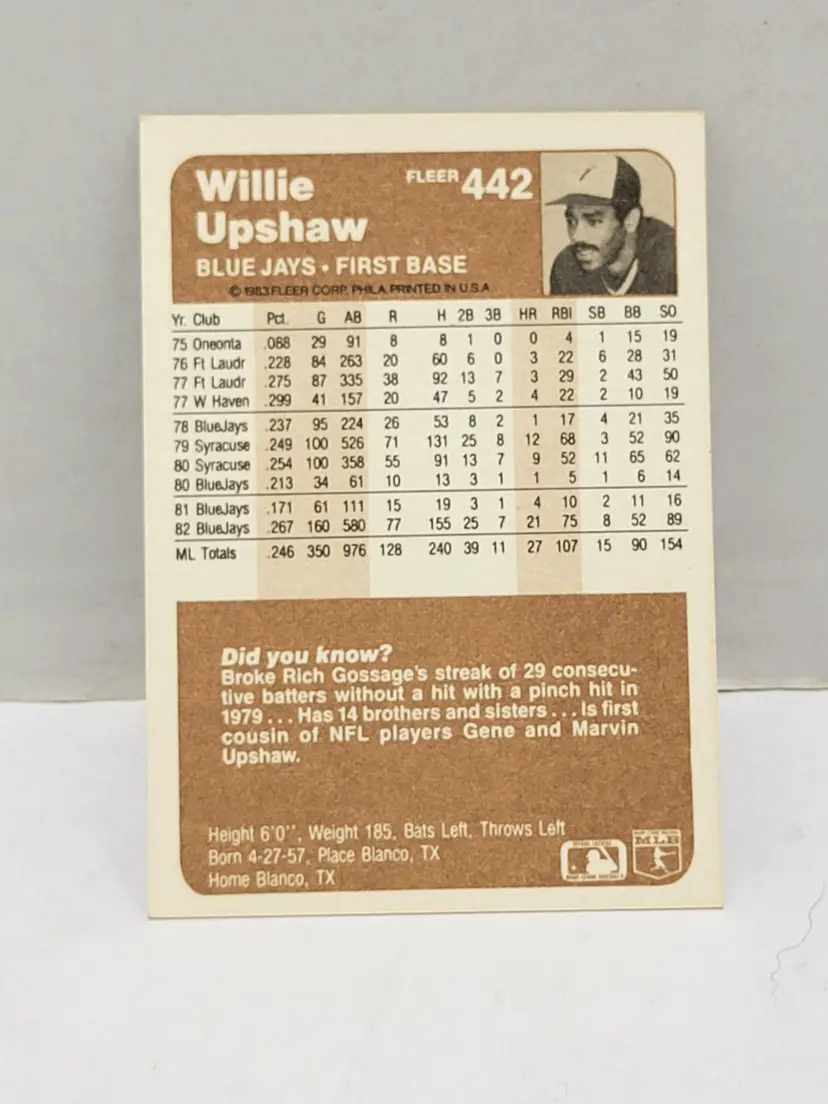 Willie FLEER 442
Upshaw
BLUE JAYS • FIRST BASE
© 1983 FLEER CORP. PHILA. PRINTED IN U.S.A
Yr. Club Pct. G AB R H 2B 3B HR RBI SB BB SO
75 Oneonta .088 29 91 8 8 1 0 0 4 1 15 19
76 Ft Laudr .228 84 263 20 60 6 0 3 22 6 28 31
77 Ft Laudr .275 87 335 38 92 13 7 3 29 2 43 50
77 W Haven .299 41 157 20 47 5 2 4 22 2 10 19
78 BlueJays .237 95 224 26 53 8 2 1 17 4 21 35
79 Syracuse .249 100 526 71 131 25 8 12 68 3 52 90
80 Syracuse .254 100 358 55 91 13 7 9 52 11 65 62
80 BlueJays .213 34 61 10 13 3 1 1 5 1 6 14
81 BlueJays .171 61 111 15 19 3 1 4 10 2 11 16
82 BlueJays .267 160 580 77 155 25 7 21 75 8 52 89
ML Totals .246 350 976 128 240 39 11 27 107 15 90 154
Did you know?
Broke Rich Gossage's streak of 29 consecu-
tive batters without a hit with a pinch hit in
1979 . . . Has 14 brothers and sisters . . . Is first
cousin of NFL players Gene and Marvin
Upshaw.
Height 6'0'', Weight 185, Bats Left, Throws Left
Born 4-27-57, Place Blanco, TX
Home Blanco, TX